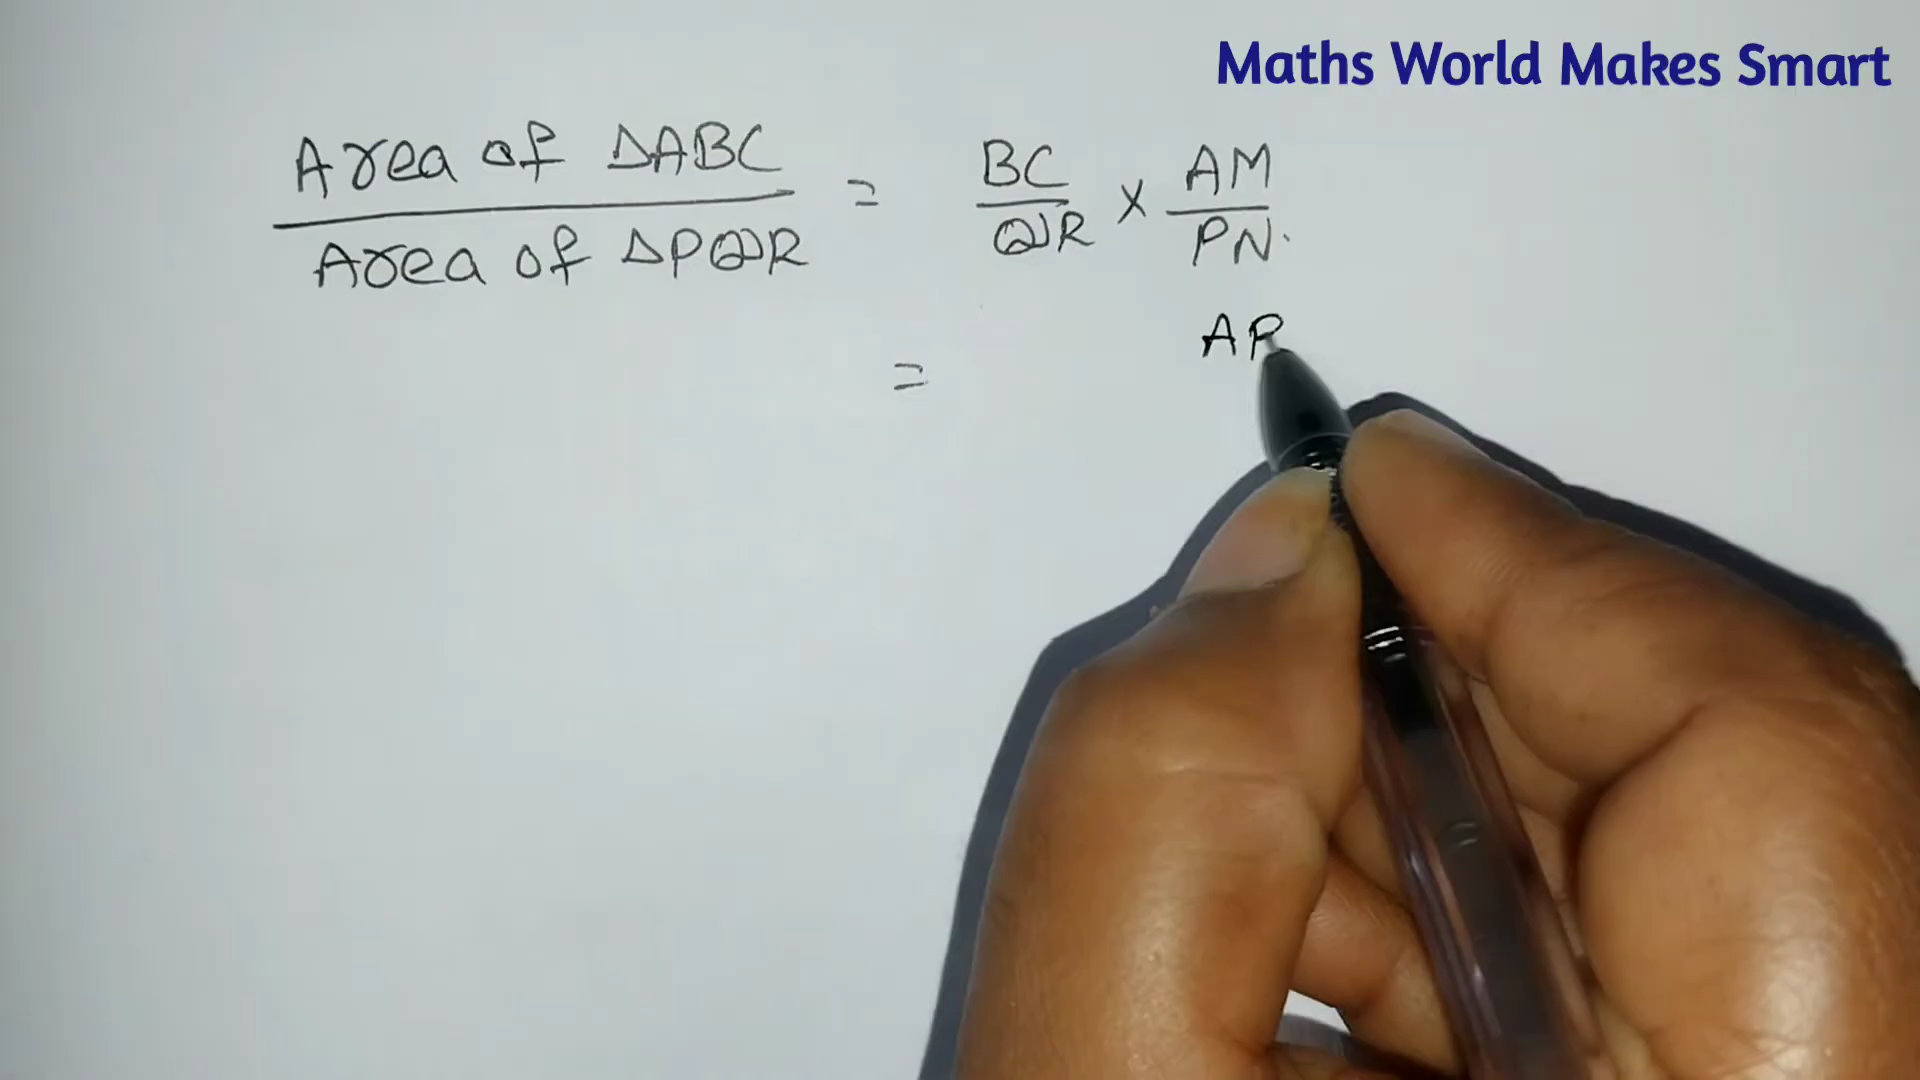 Maths World Makes Smart
Area of ΔABC / Area of ΔPQR = BC/QR × AM/PN.
= AP